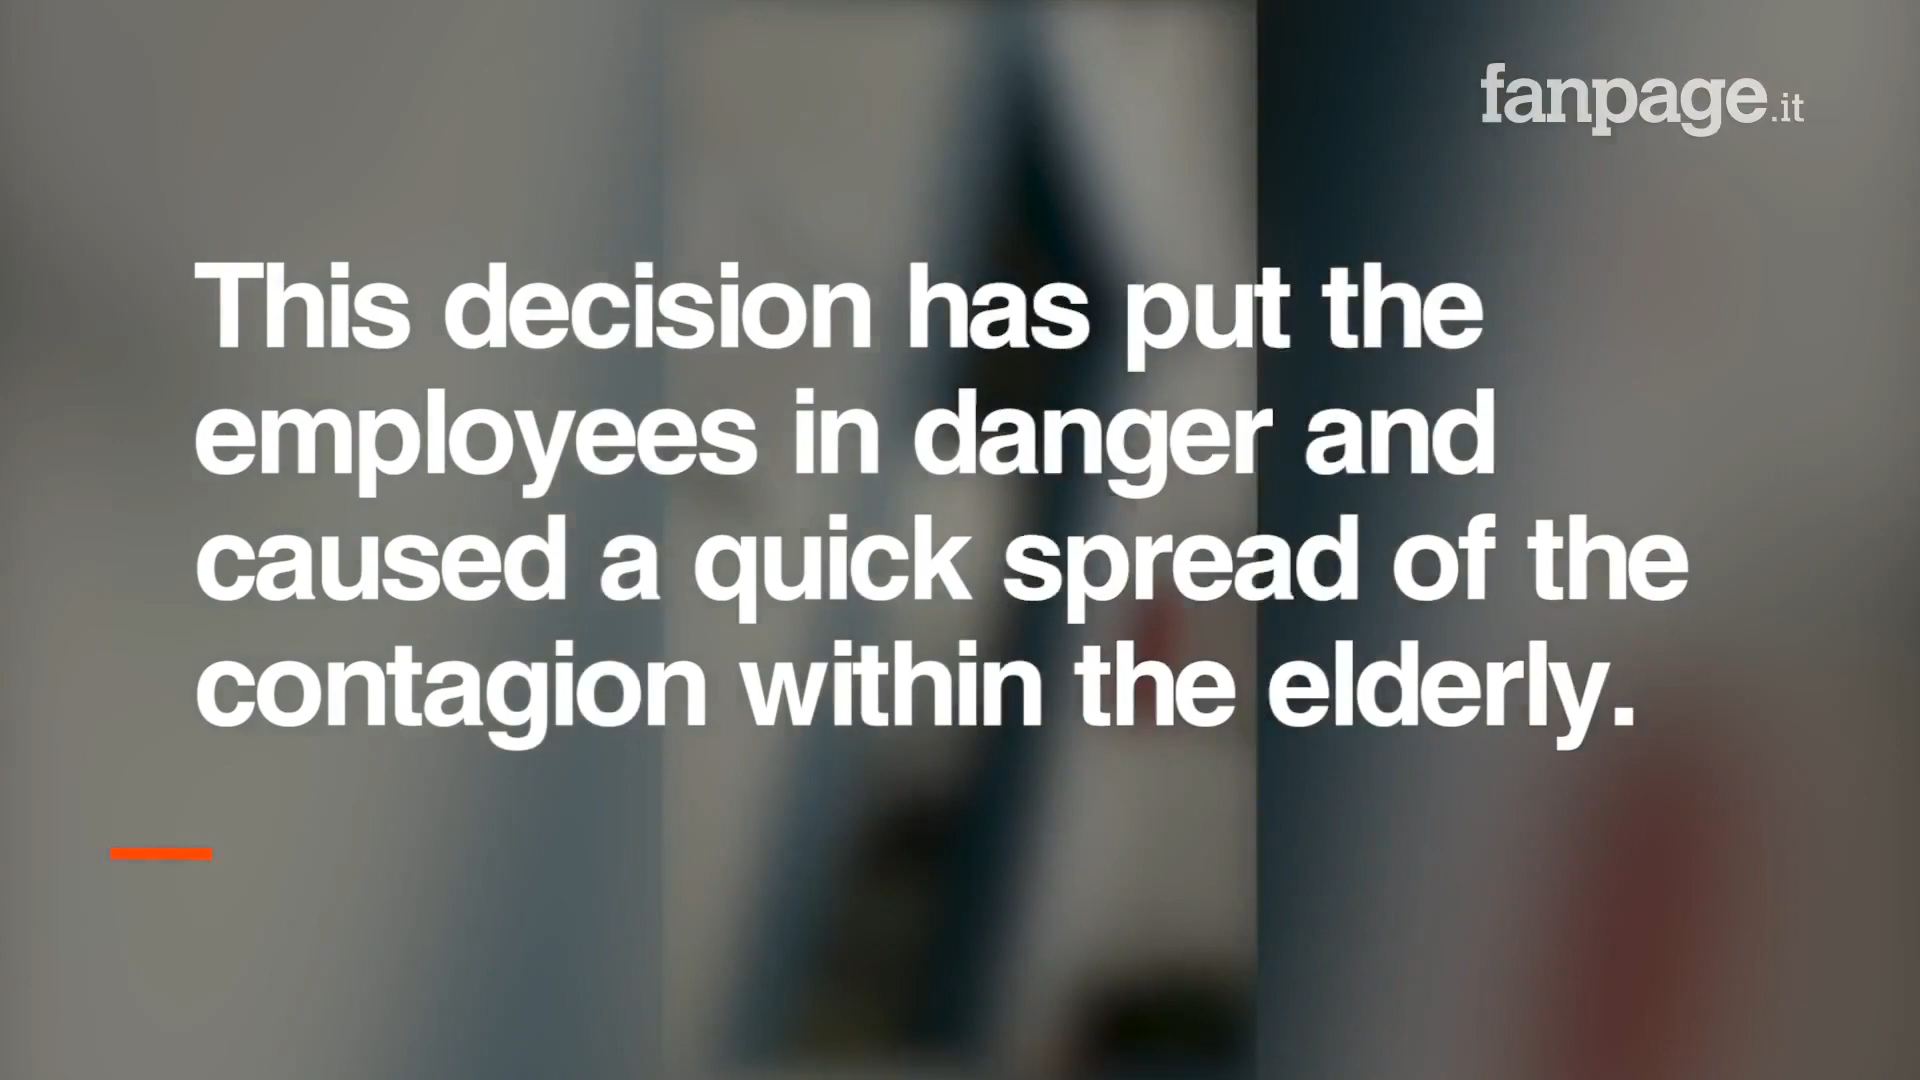 fanpage.it
This decision has put the
employees in danger and
caused a quick spread of the
contagion within the elderly.